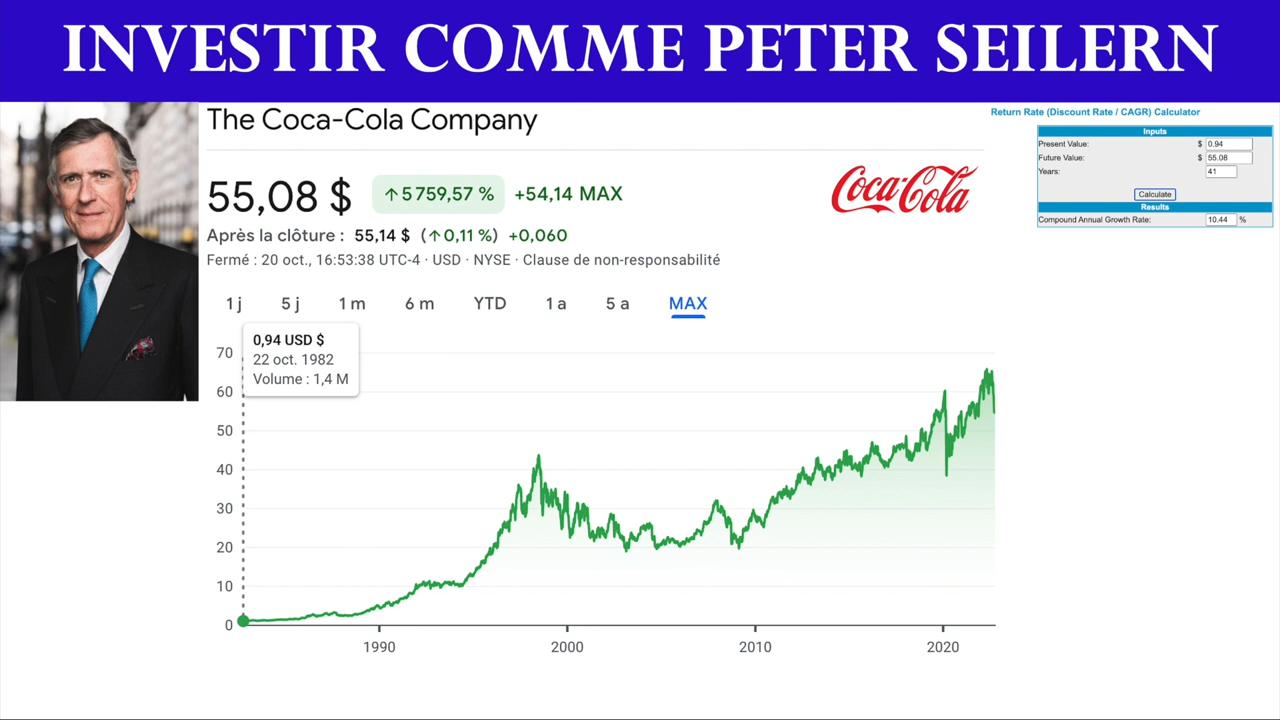 INVESTIR COMME PETER SEILERN
The Coca-Cola Company
55,08 $ ↑5 759,57 % +54,14 MAX
Après la clôture : 55,14 $ (↑0,11 %) +0,060
Fermé : 20 oct., 16:53:38 UTC-4 · USD · NYSE · Clause de non-responsabilité
Coca-Cola
Return Rate (Discount Rate / CAGR) Calculator
Inputs
Present Value: $ 0.94
Future Value: $ 55.08
Years: 41
Calculate
Results
Compound Annual Growth Rate: 10.44 %
1 j 5 j 1 m 6 m YTD 1 a 5 a MAX
0,94 USD $
22 oct. 1982
Volume : 1,4 M
70
60
50
40
30
20
10
0
1990 2000 2010 2020